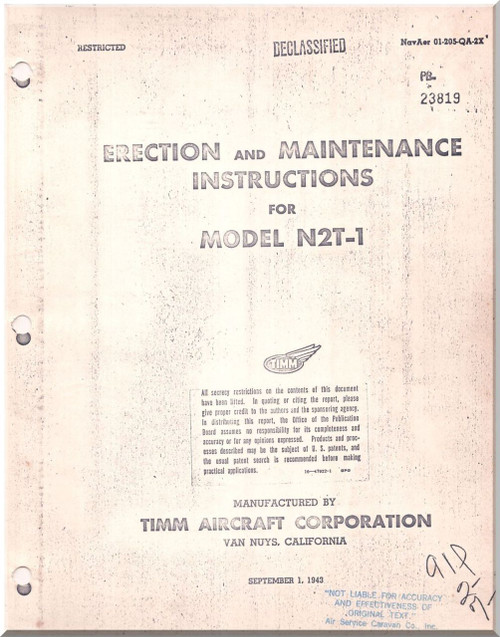 RESTRICTED
DECLASSIFIED
NavAer 01-205-QA-2X
PB-
23819
ERECTION AND MAINTENANCE
INSTRUCTIONS
FOR
MODEL N2T-1
TIMM
All secrecy restrictions on the contents of this document
have been lifted. In quoting or citing the report, please
give proper credit to the authors and the sponsoring agency.
In distributing this report, the Office of the Publication
Board assumes no responsibility for its completeness and
accuracy or for any opinions expressed. Products and proc-
esses described may be the subject of U. S. patents, and
the usual patent search is recommended before making
practical applications.
16-47022-1 GPO
MANUFACTURED BY
TIMM AIRCRAFT CORPORATION
VAN NUYS, CALIFORNIA
SEPTEMBER 1, 1943
91P
"NOT LIABLE FOR ACCURACY
AND EFFECTIVENESS OF
ORIGINAL TEXT."
Air Service Caravan Co., Inc.